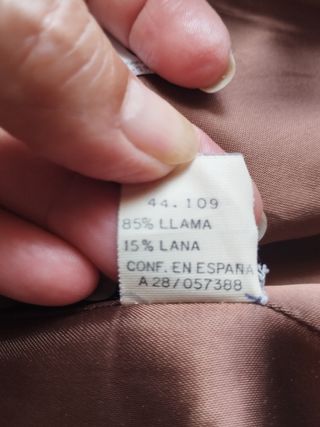 44.109
85% LLAMA
15% LANA
CONF. EN ESPAÑA
A 28/057388